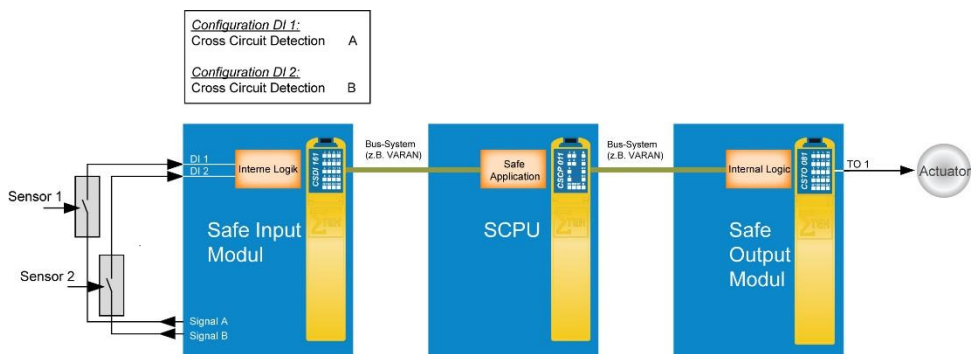 Configuration DI 1:
Cross Circuit Detection A
Configuration DI 2:
Cross Circuit Detection B
DI 1
DI 2
Interne Logik
CSDI 161
Bus-System
(z.B. VARAN)
Safe
Application
CSCP 011
Bus-System
(z.B. VARAN)
Internal Logic
CSTO 081
TO 1
Actuator
Sensor 1
Sensor 2
Safe Input
Modul
SCPU
Safe
Output
Modul
Signal A
Signal B